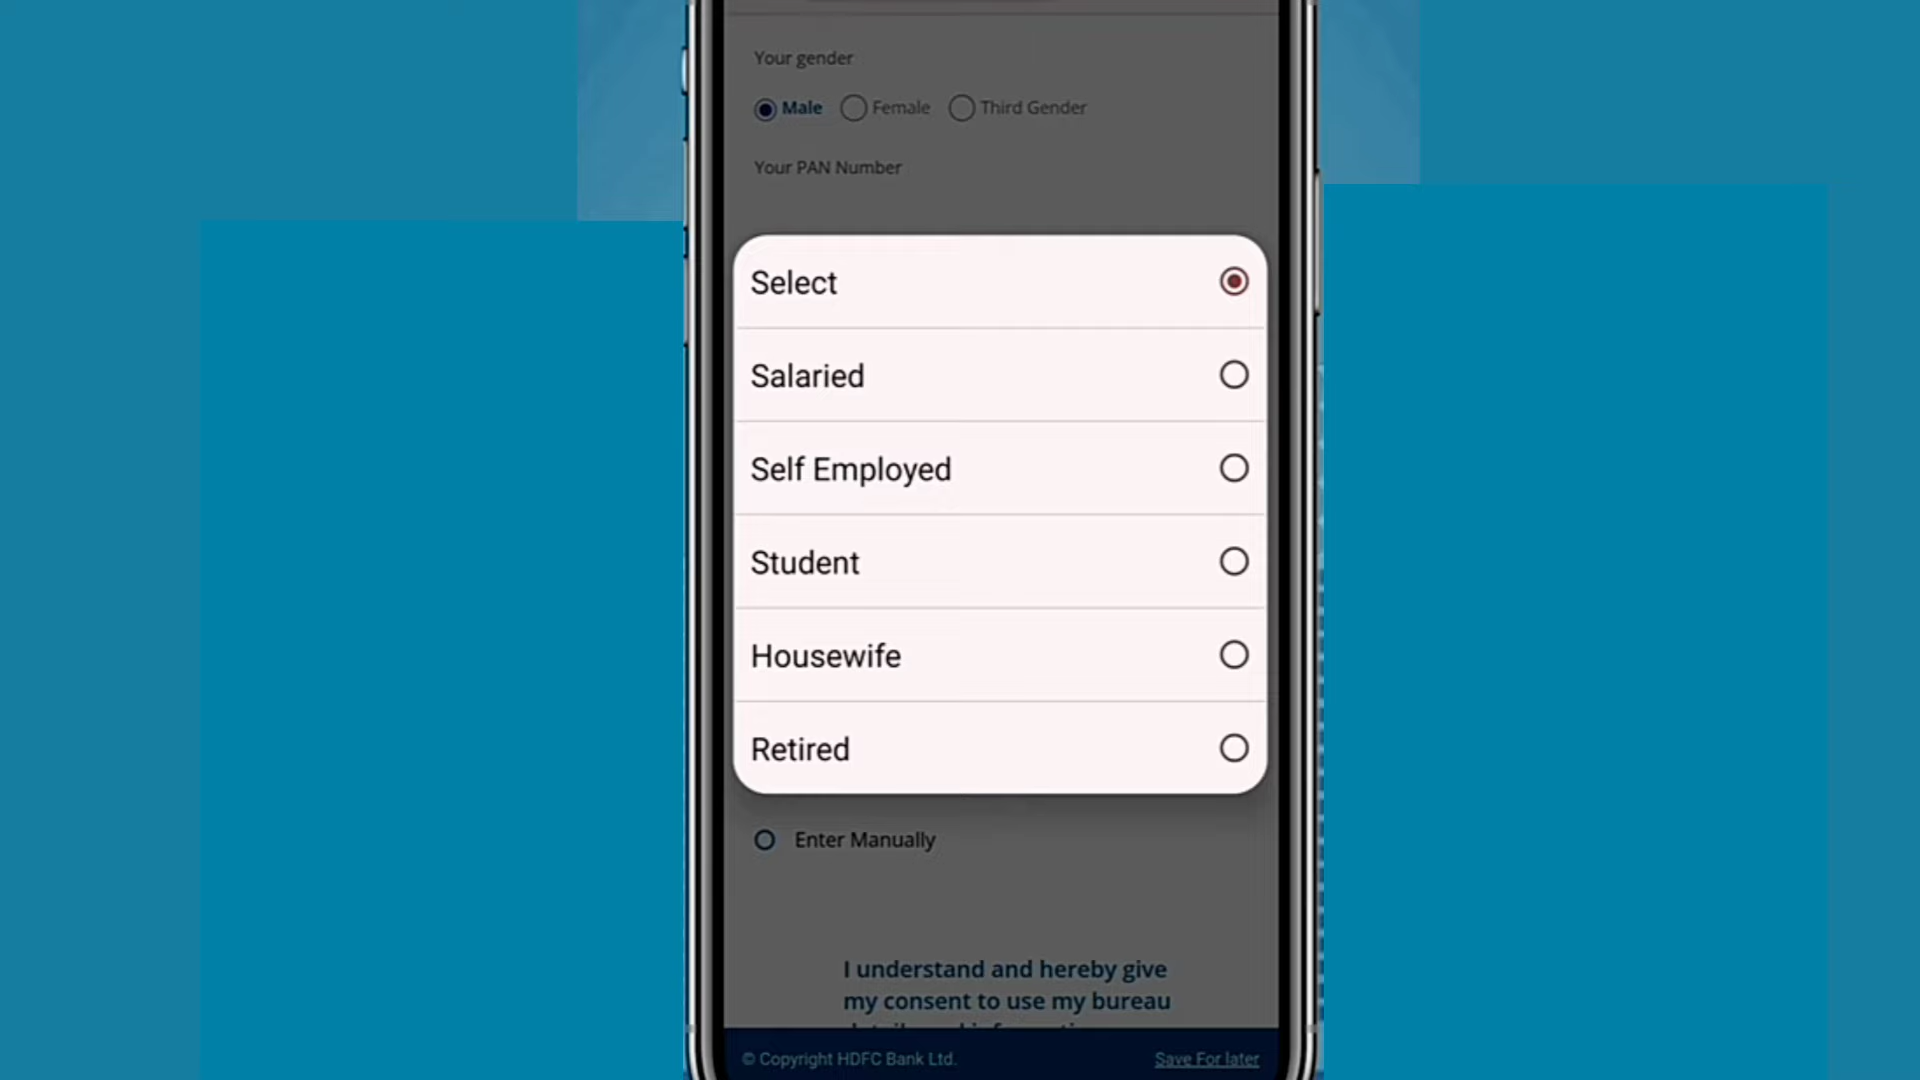 Your gender
Male Female Third Gender
Your PAN Number
Select
Salaried
Self Employed
Student
Housewife
Retired
Enter Manually
I understand and hereby give
my consent to use my bureau
© Copyright HDFC Bank Ltd. Save For later